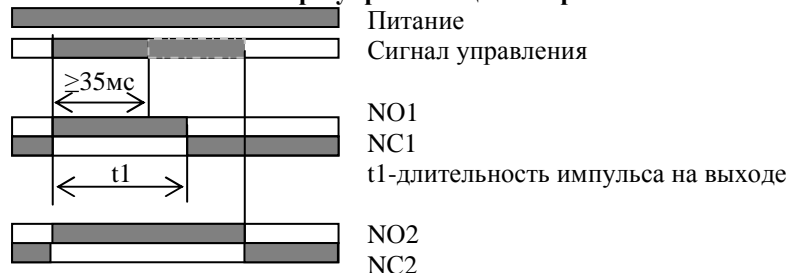 Питание
Сигнал управления
≥35мс
NO1
NC1
t1
t1-длительность импульса на выходе
NO2
NC2